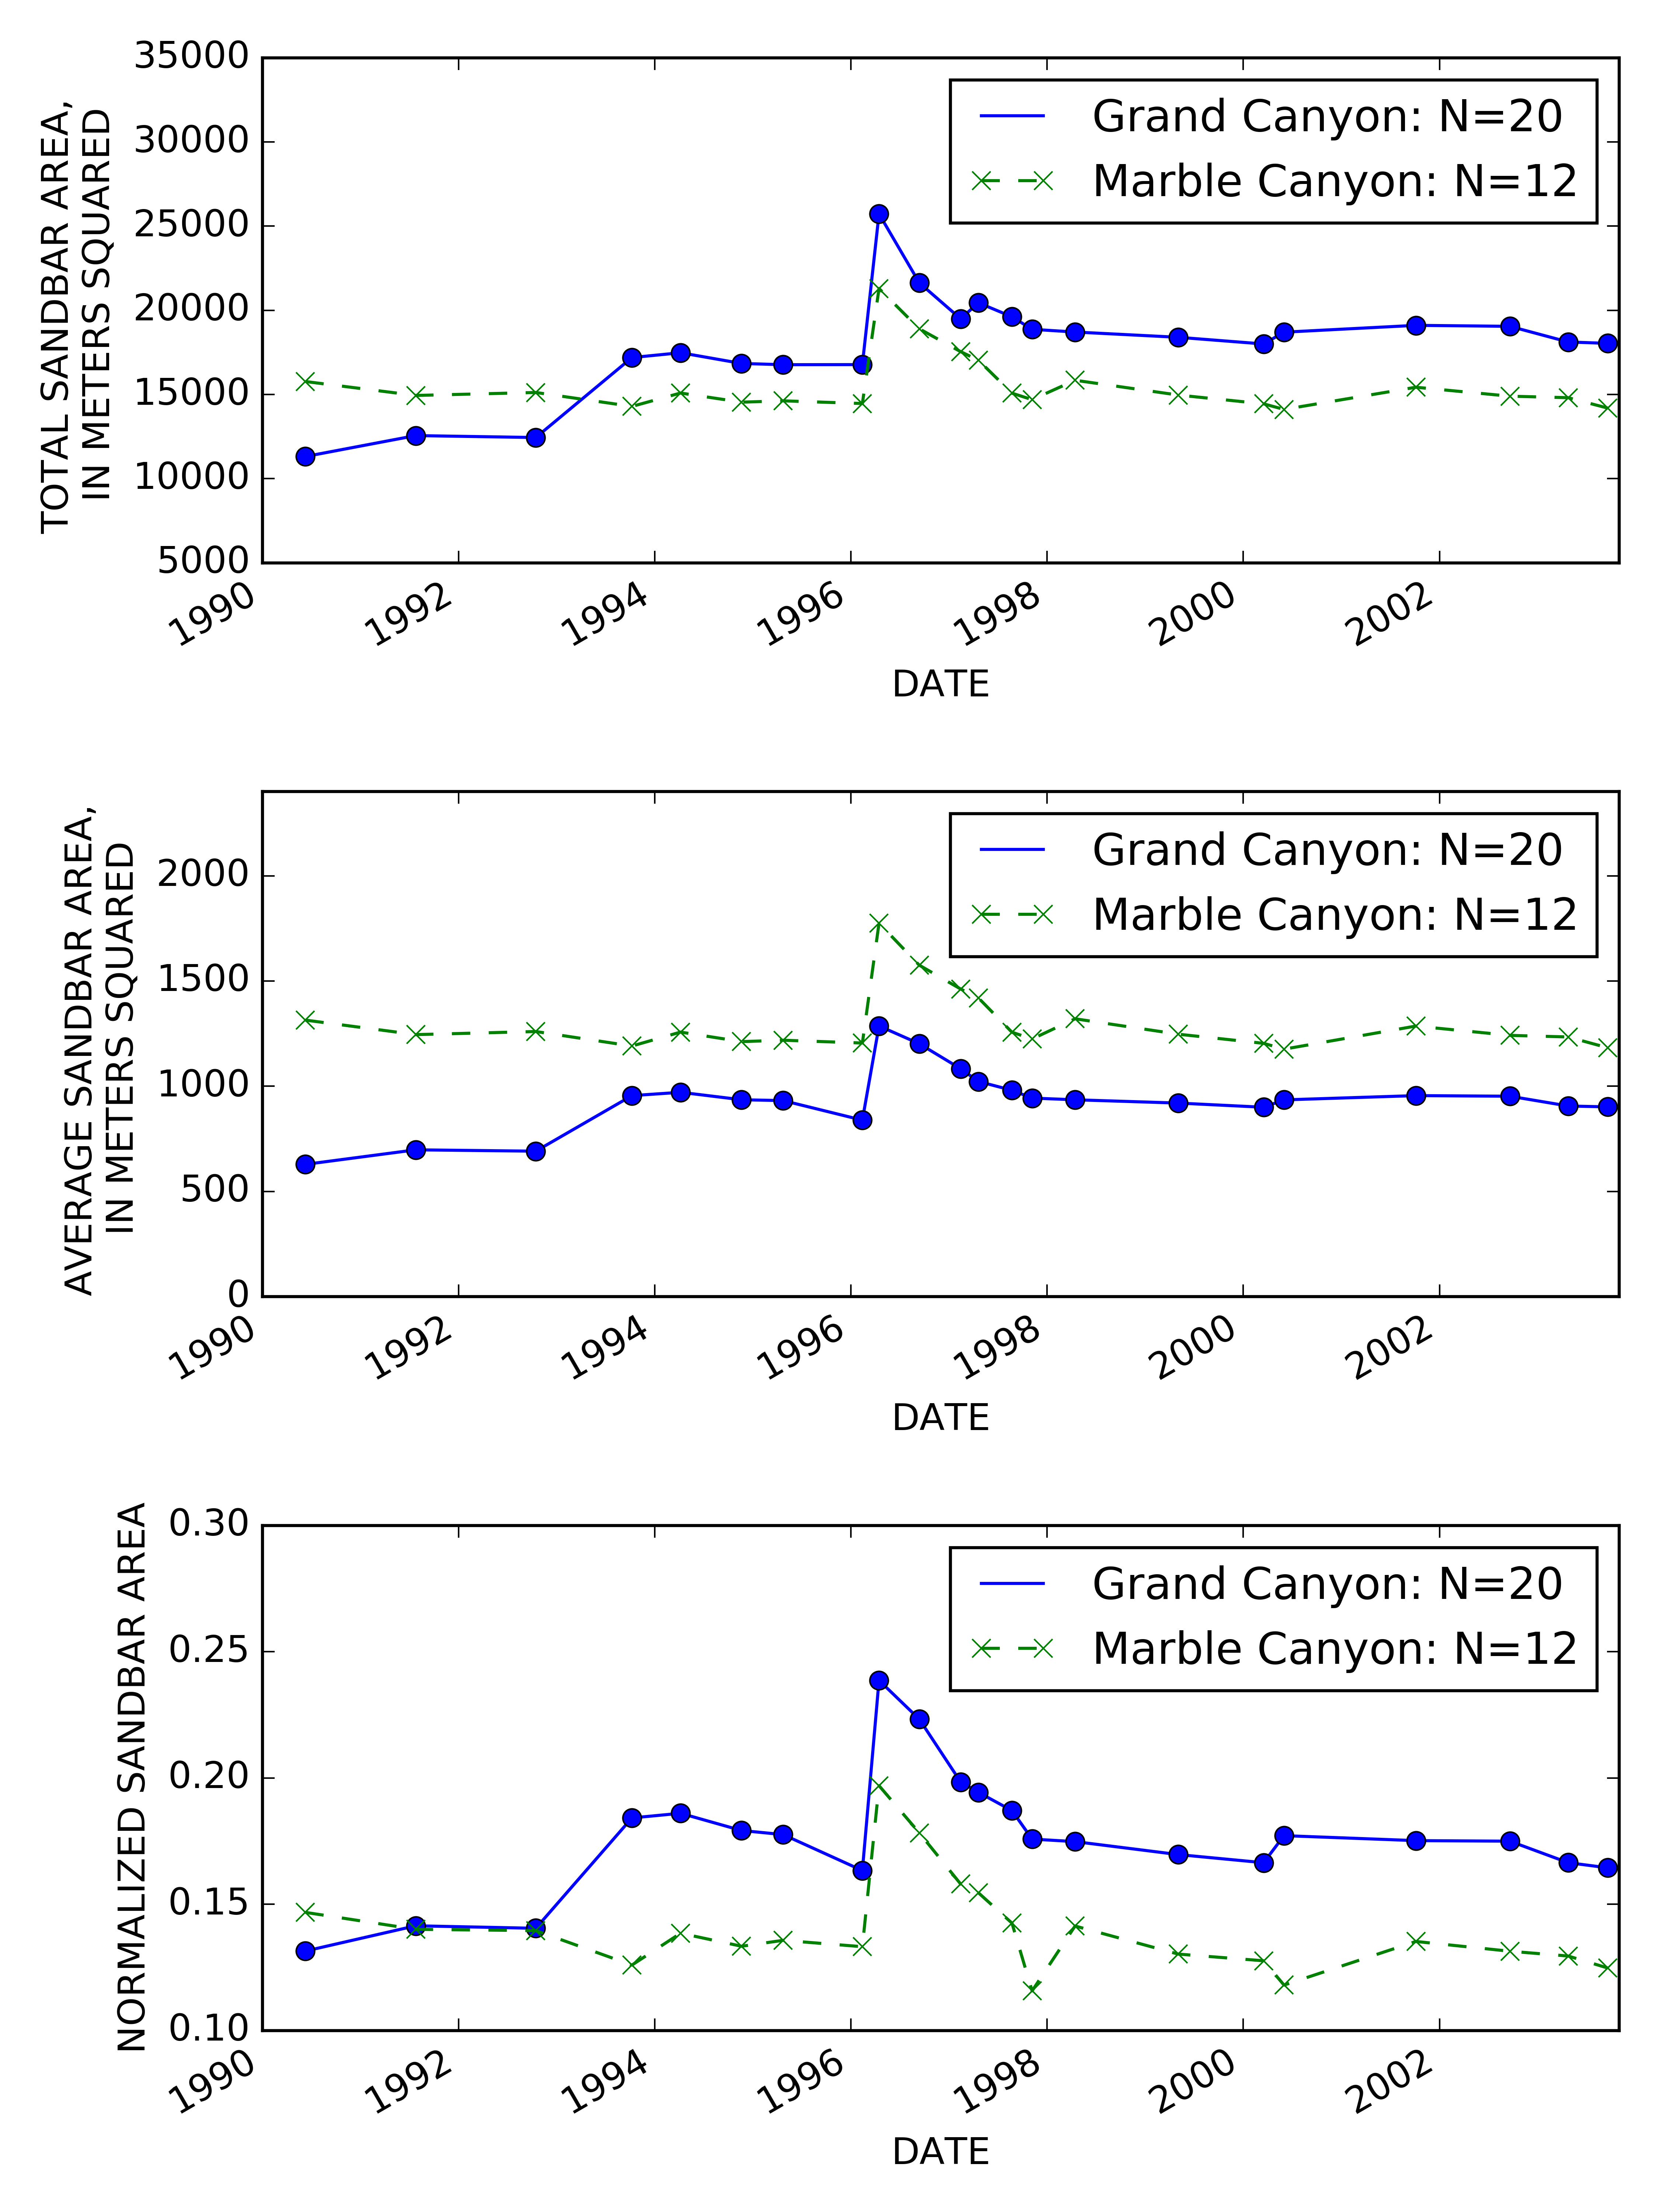 35000
30000
25000
20000
15000
10000
5000
TOTAL SANDBAR AREA,
IN METERS SQUARED
Grand Canyon: N=20
Marble Canyon: N=12
1990
1992
1994
1996
1998
2000
2002
DATE
2000
1500
1000
500
0
AVERAGE SANDBAR AREA,
IN METERS SQUARED
Grand Canyon: N=20
Marble Canyon: N=12
1990
1992
1994
1996
1998
2000
2002
DATE
0.30
0.25
0.20
0.15
0.10
NORMALIZED SANDBAR AREA
Grand Canyon: N=20
Marble Canyon: N=12
1990
1992
1994
1996
1998
2000
2002
DATE